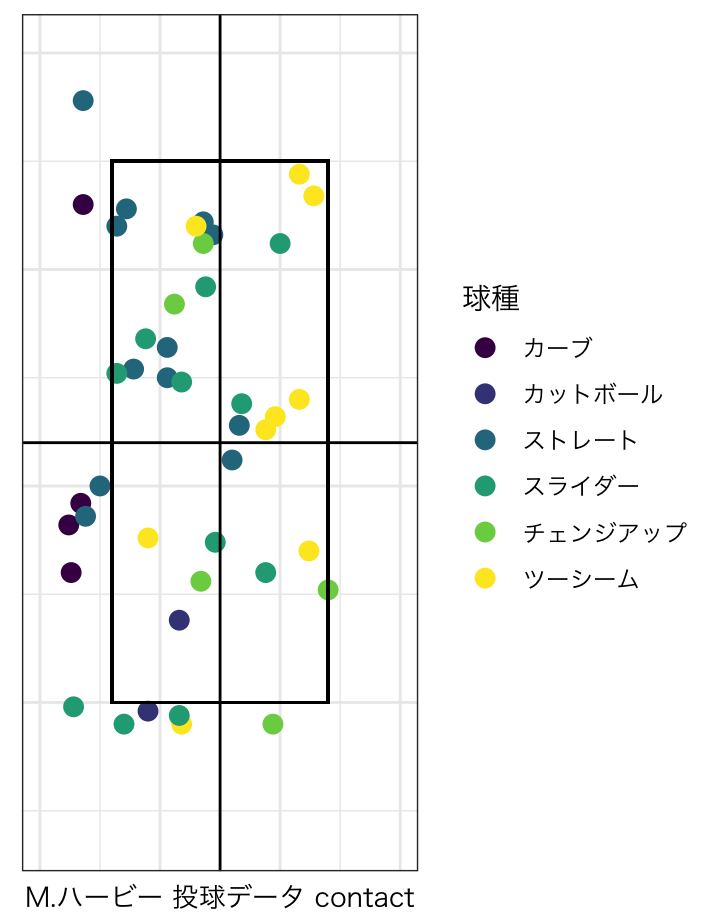 球種
カーブ
カットボール
ストレート
スライダー
チェンジアップ
ツーシーム
M.ハービー 投球データ contact